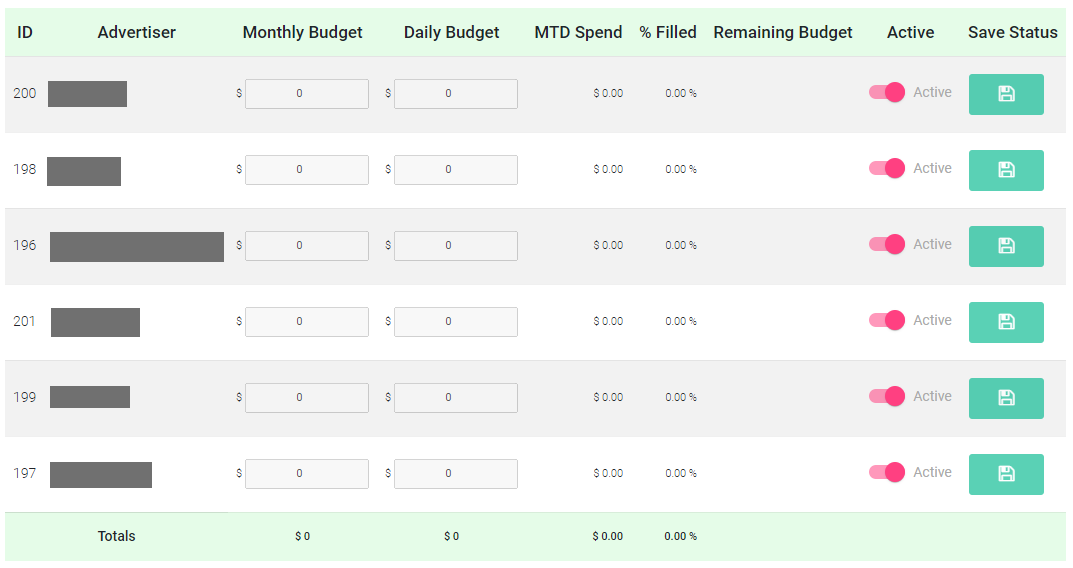 ID Advertiser Monthly Budget Daily Budget MTD Spend % Filled Remaining Budget Active Save Status
200 $ 0 $ 0 $ 0.00 0.00 % Active
198 $ 0 $ 0 $ 0.00 0.00 % Active
196 $ 0 $ 0 $ 0.00 0.00 % Active
201 $ 0 $ 0 $ 0.00 0.00 % Active
199 $ 0 $ 0 $ 0.00 0.00 % Active
197 $ 0 $ 0 $ 0.00 0.00 % Active
Totals $ 0 $ 0 $ 0.00 0.00 %